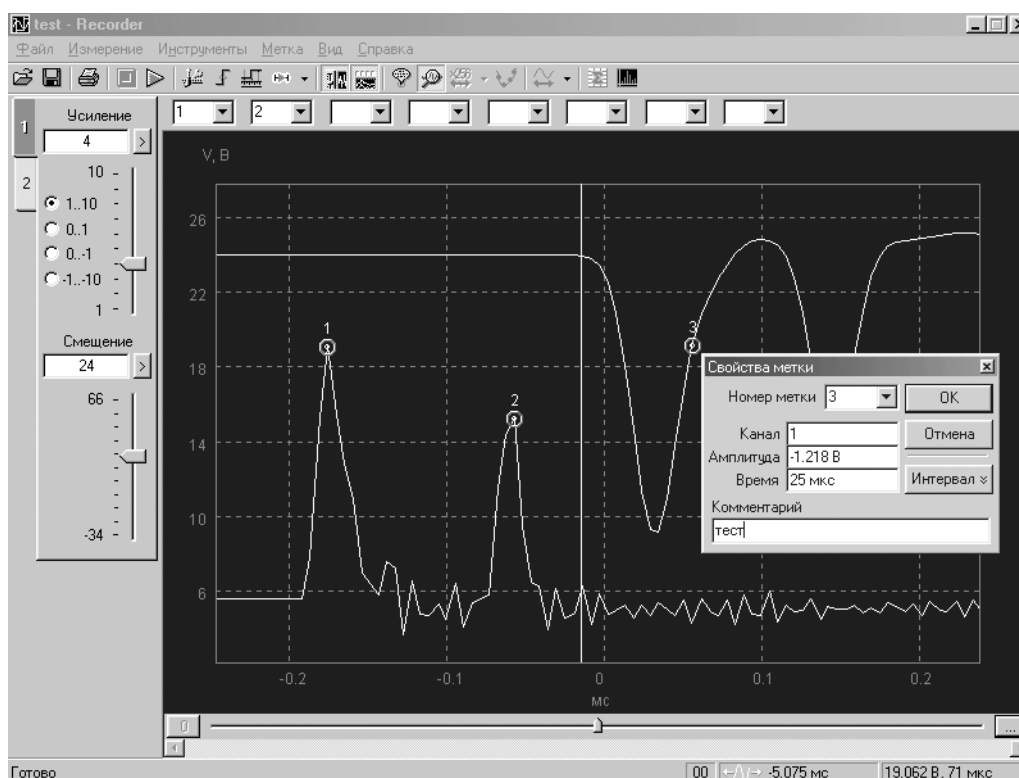 test - Recorder
Файл Измерение Инструменты Метка Вид Справка
1 2
1
2
Усиление
4 >
10
1..10
0..1
0..-1
-1..-10
1
Смещение
24 >
66
-34
V, В
26
22
18
14
10
6
1
2
3
-0.2 -0.1 0 0.1 0.2
мс
Свойства метки
Номер метки 3 OK
Канал 1 Отмена
Амплитуда -1.218 В
Время 25 мкс Интервал
Комментарий
тест
0 ...
Готово 00 -5.075 мс 19.062 В, 71 мкс